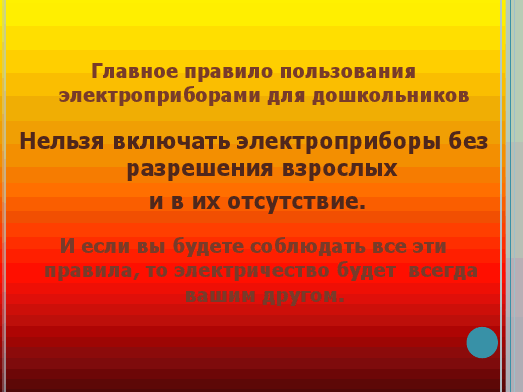 Главное правило пользования
электроприборами для дошкольников
Нельзя включать электроприборы без
разрешения взрослых
и в их отсутствие.
И если вы будете соблюдать все эти
правила, то электричество будет всегда
вашим другом.